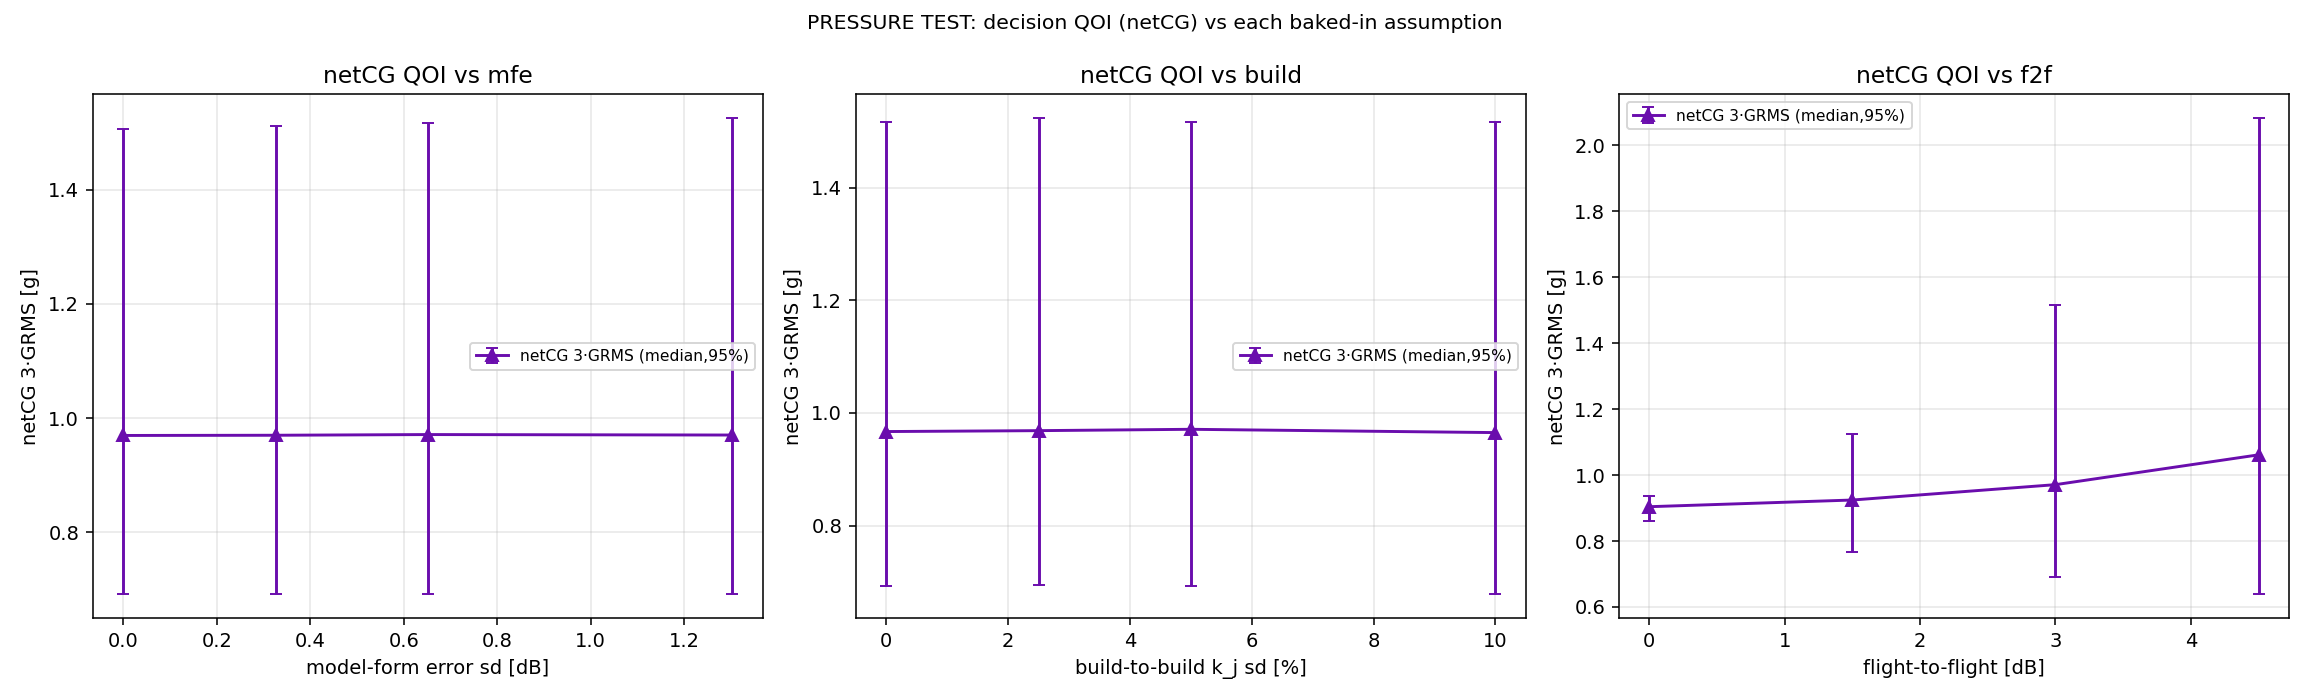 PRESSURE TEST: decision QOI (netCG) vs each baked-in assumption
netCG QOI vs mfe
netCG 3·GRMS [g]
1.4
1.2
1.0
0.8
netCG 3·GRMS (median,95%)
0.0 0.2 0.4 0.6 0.8 1.0 1.2
model-form error sd [dB]
netCG QOI vs build
netCG 3·GRMS [g]
1.4
1.2
1.0
0.8
netCG 3·GRMS (median,95%)
0 2 4 6 8 10
build-to-build k_j sd [%]
netCG QOI vs f2f
netCG 3·GRMS [g]
netCG 3·GRMS (median,95%)
2.0
1.8
1.6
1.4
1.2
1.0
0.8
0.6
0 1 2 3 4
flight-to-flight [dB]